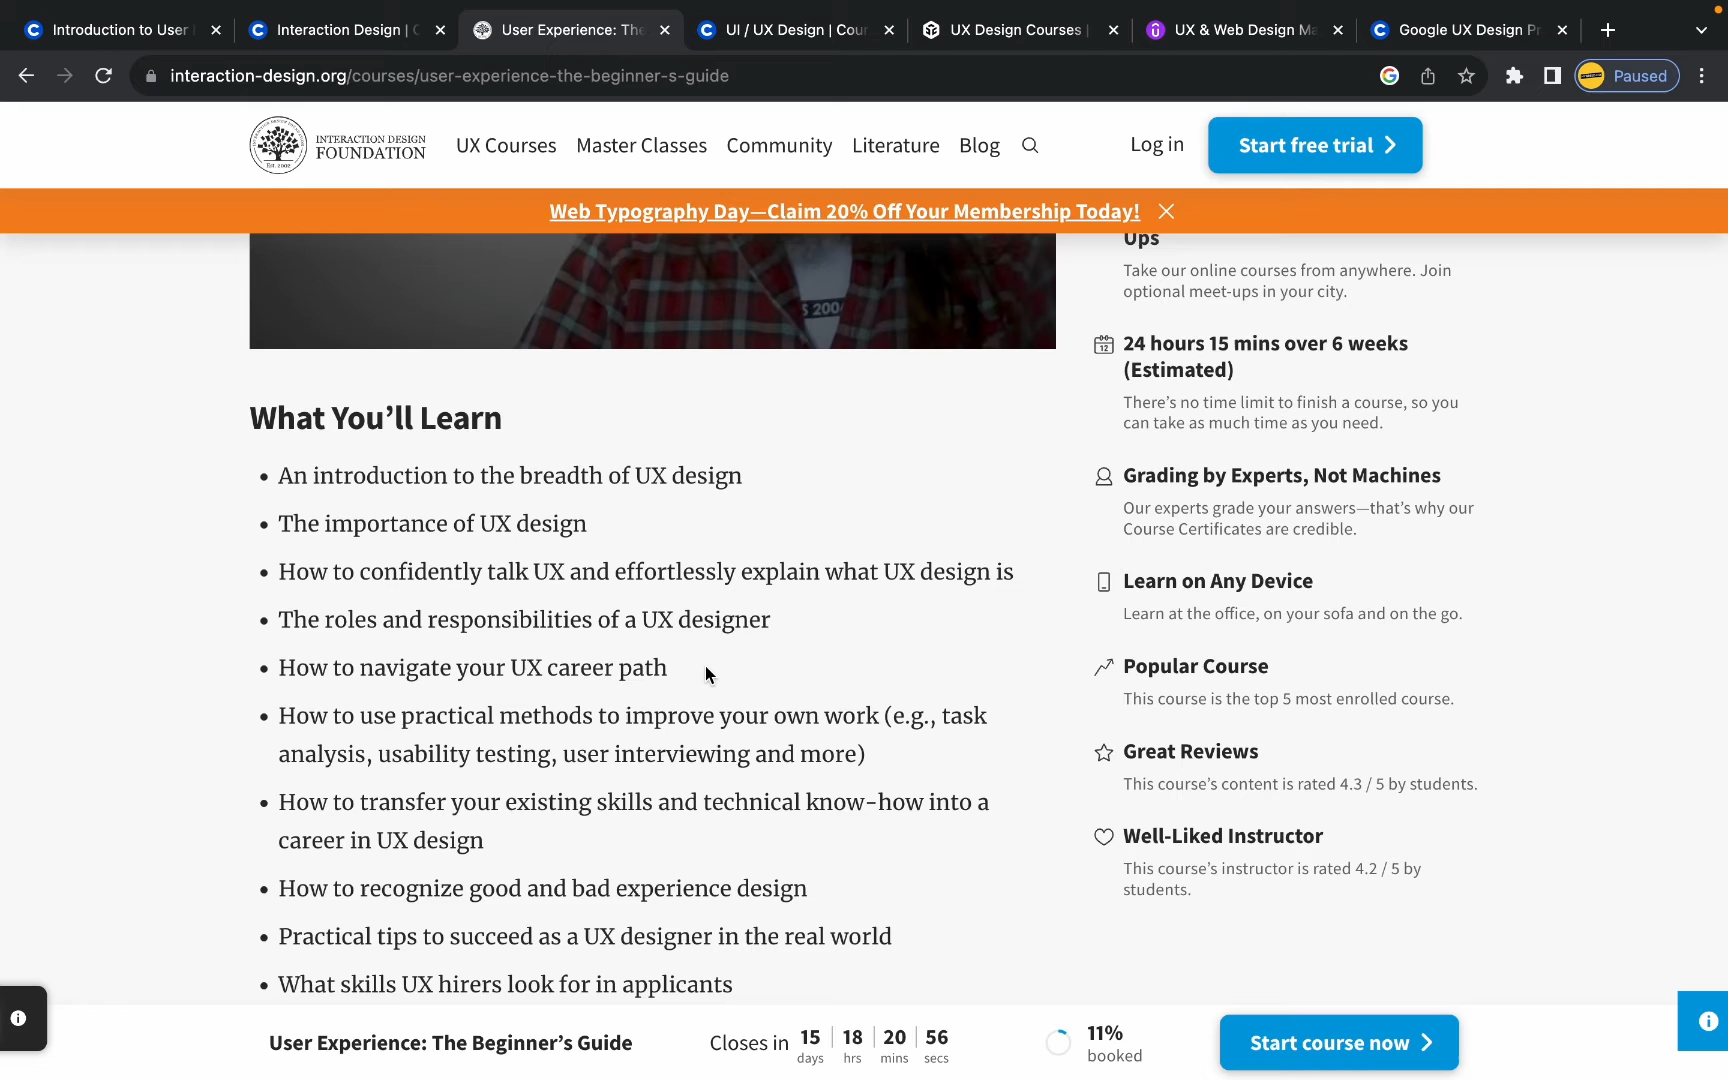 Introduction to User
Interaction Design | C
User Experience: The
UI / UX Design | Cour
UX Design Courses |
UX & Web Design Ma
Google UX Design Pr
interaction-design.org/courses/user-experience-the-beginner-s-guide
Paused
INTERACTION DESIGN
FOUNDATION
Est. 2002
UX Courses
Master Classes
Community
Literature
Blog
Log in
Start free trial
Web Typography Day—Claim 20% Off Your Membership Today!
What You’ll Learn
An introduction to the breadth of UX design
The importance of UX design
How to confidently talk UX and effortlessly explain what UX design is
The roles and responsibilities of a UX designer
How to navigate your UX career path
How to use practical methods to improve your own work (e.g., task
analysis, usability testing, user interviewing and more)
How to transfer your existing skills and technical know-how into a
career in UX design
How to recognize good and bad experience design
Practical tips to succeed as a UX designer in the real world
What skills UX hirers look for in applicants
Ups
Take our online courses from anywhere. Join
optional meet-ups in your city.
12
24 hours 15 mins over 6 weeks
(Estimated)
There’s no time limit to finish a course, so you
can take as much time as you need.
Grading by Experts, Not Machines
Our experts grade your answers—that’s why our
Course Certificates are credible.
Learn on Any Device
Learn at the office, on your sofa and on the go.
Popular Course
This course is the top 5 most enrolled course.
Great Reviews
This course’s content is rated 4.3 / 5 by students.
Well-Liked Instructor
This course’s instructor is rated 4.2 / 5 by
students.
User Experience: The Beginner’s Guide
Closes in
15 18 20 56
days hrs mins secs
11%
booked
Start course now